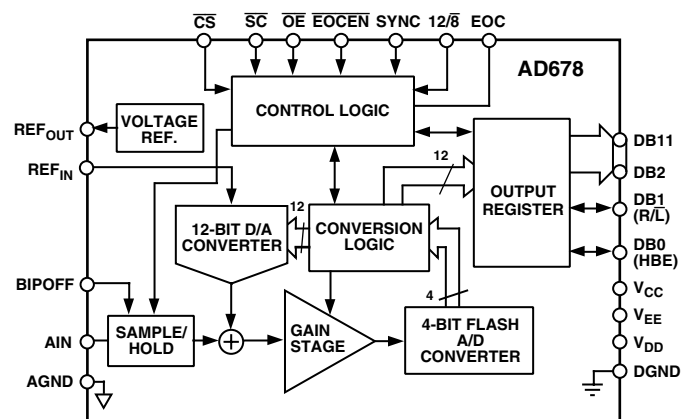 CS SC OE EOCEN SYNC 12/8 EOC
AD678
CONTROL LOGIC
VOLTAGE
REF.
REFOUT
REFIN
12
DB11
DB2
OUTPUT
REGISTER
DB1
(R/L)
DB0
(HBE)
12-BIT D/A
CONVERTER
12
CONVERSION
LOGIC
BIPOFF
4
VCC
VEE
VDD
DGND
AIN
AGND
SAMPLE/
HOLD
+
GAIN
STAGE
4-BIT FLASH
A/D
CONVERTER